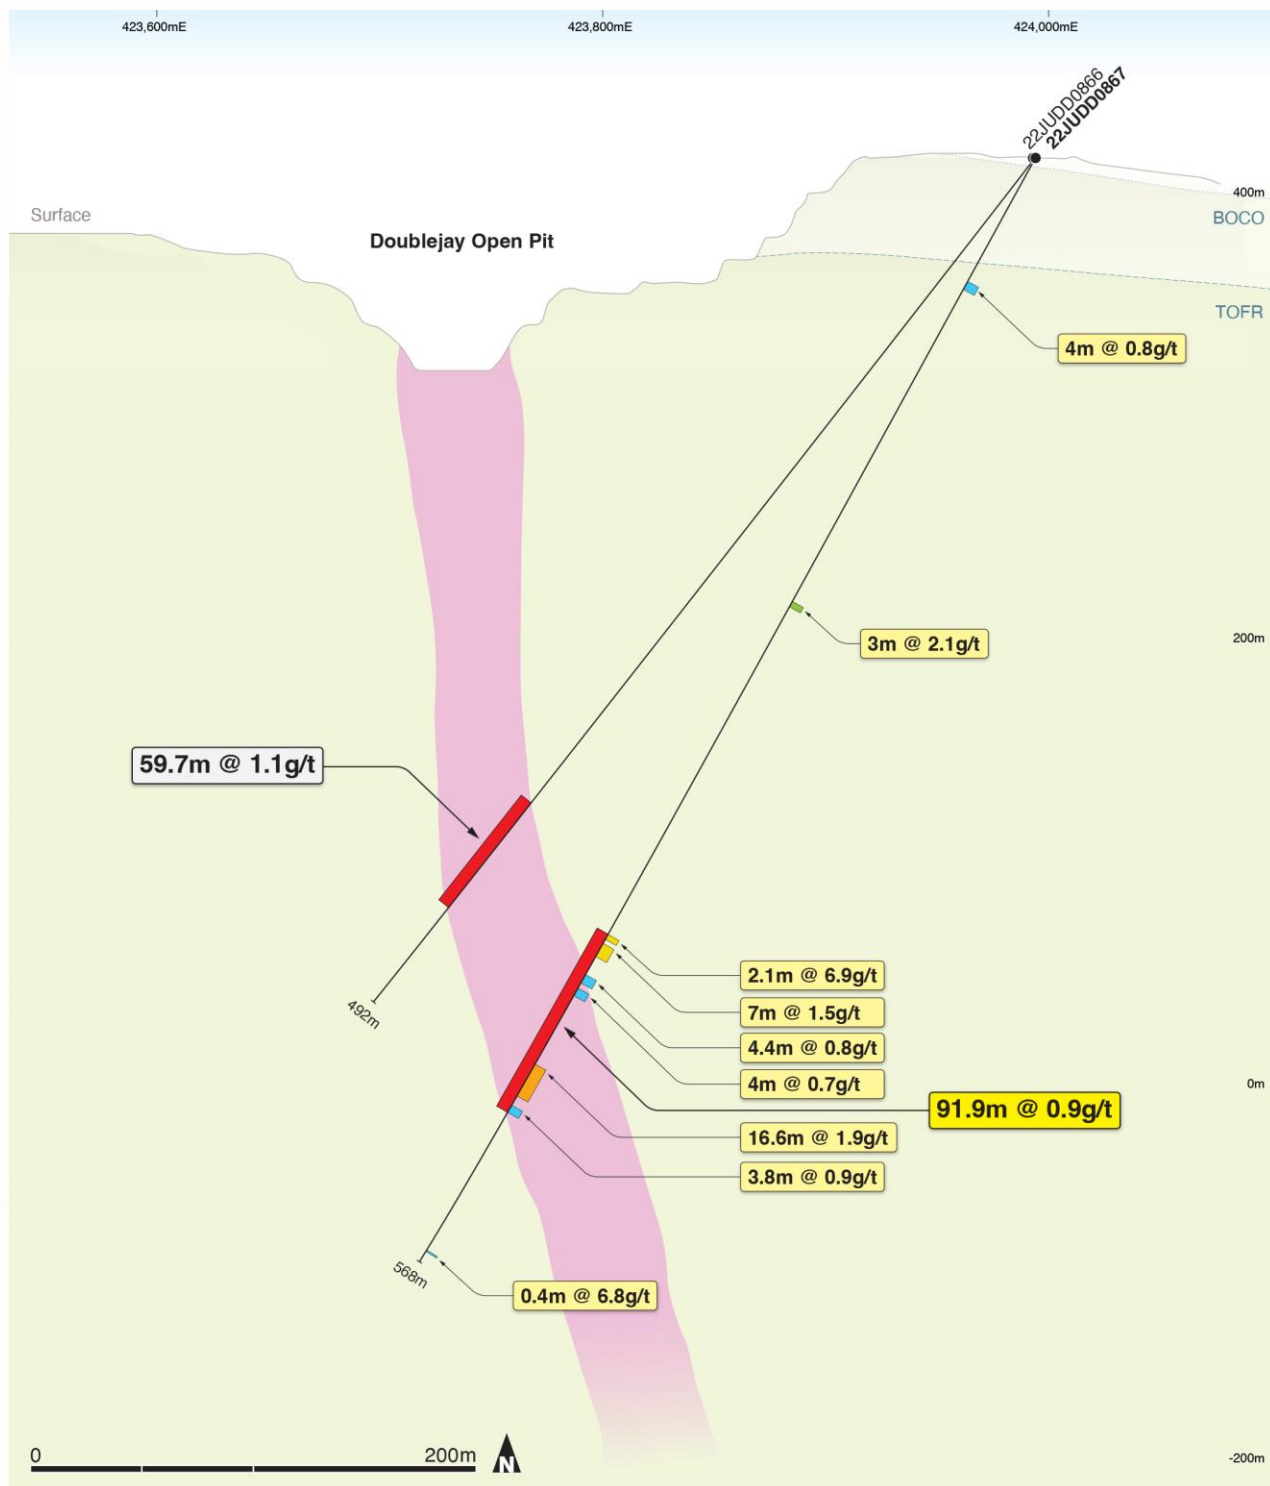 423,600mE
423,800mE
424,000mE
22JUDD0866
22JUDD0867
400m
Surface
BOCO
Doublejay Open Pit
TOFR
4m @ 0.8g/t
200m
3m @ 2.1g/t
59.7m @ 1.1g/t
2.1m @ 6.9g/t
492m
7m @ 1.5g/t
4.4m @ 0.8g/t
4m @ 0.7g/t
0m
91.9m @ 0.9g/t
16.6m @ 1.9g/t
3.8m @ 0.9g/t
568m
0.4m @ 6.8g/t
0
200m
N
-200m